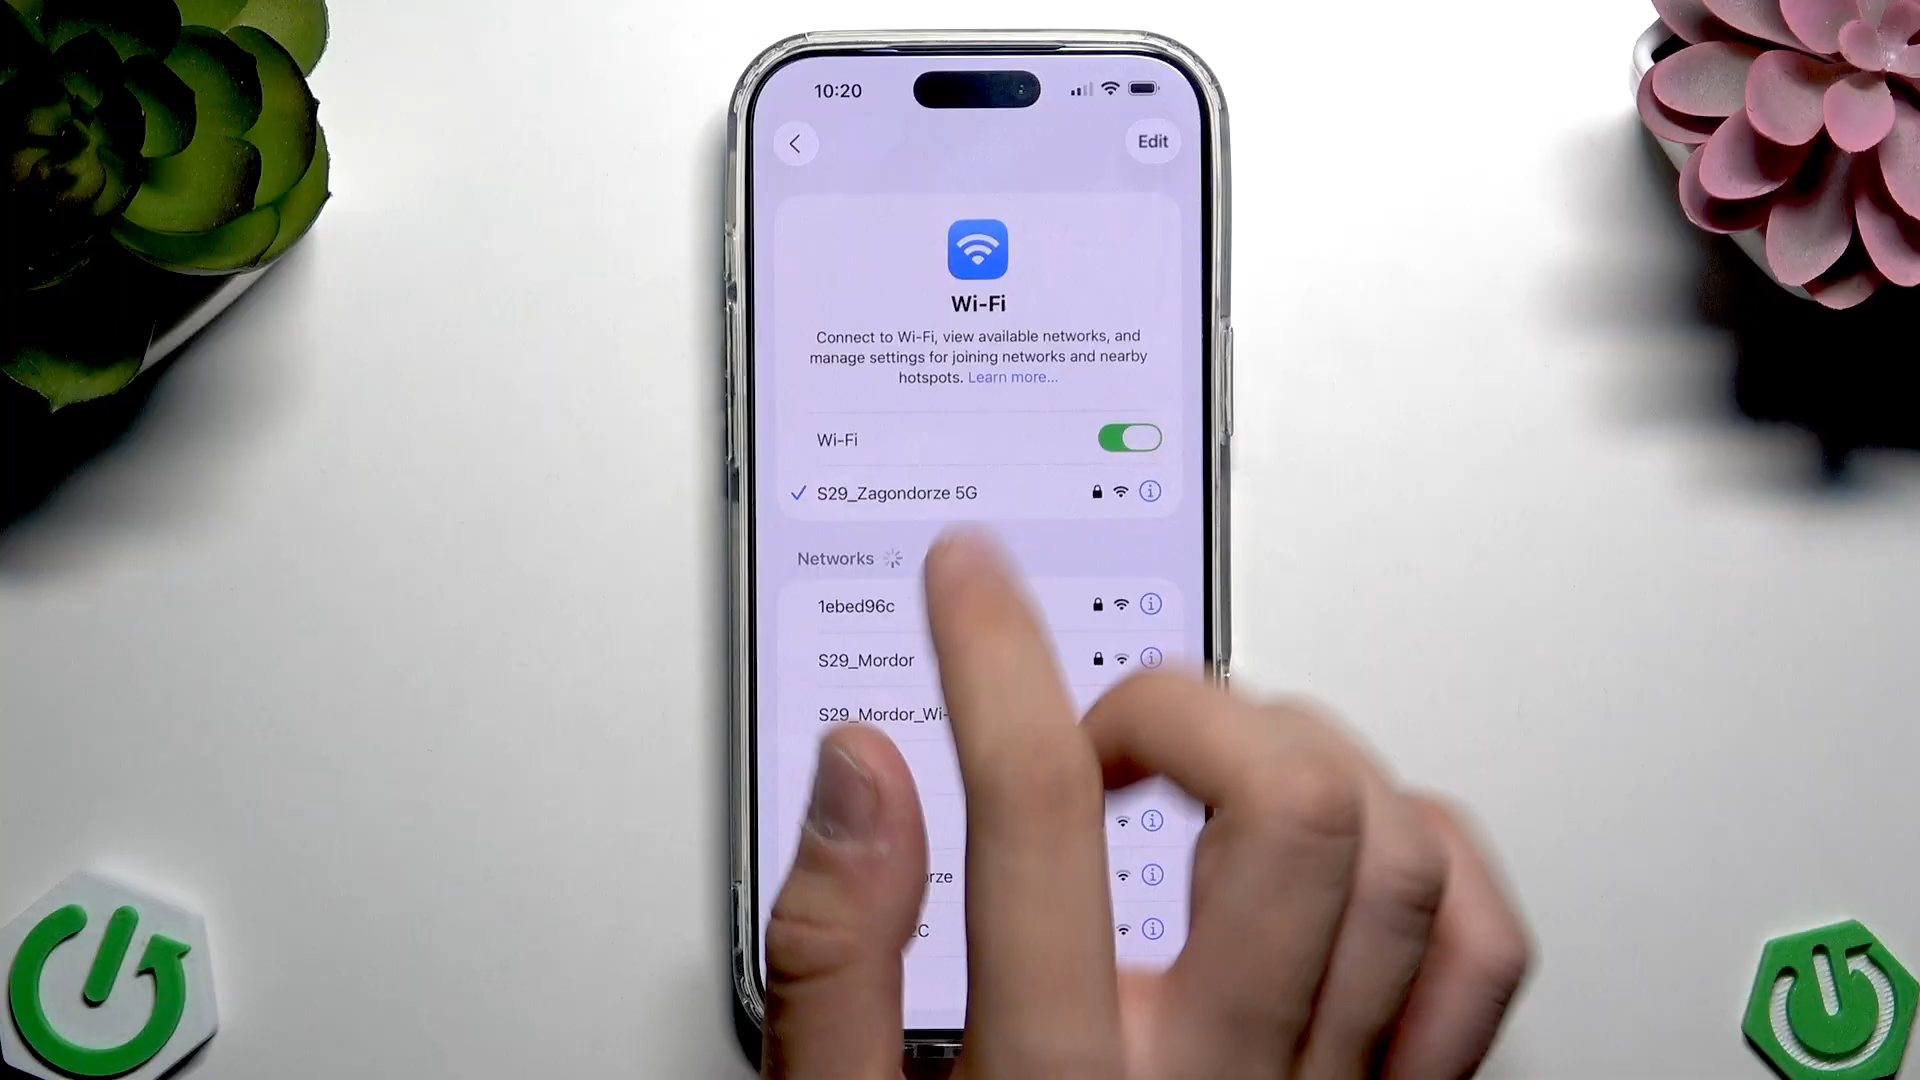 10:20
Edit
Wi-Fi
Connect to Wi-Fi, view available networks, and
manage settings for joining networks and nearby
hotspots. Learn more...
Wi-Fi
S29_Zagondorze 5G
Networks
1ebed96c
S29_Mordor
S29_Mordor_Wi-